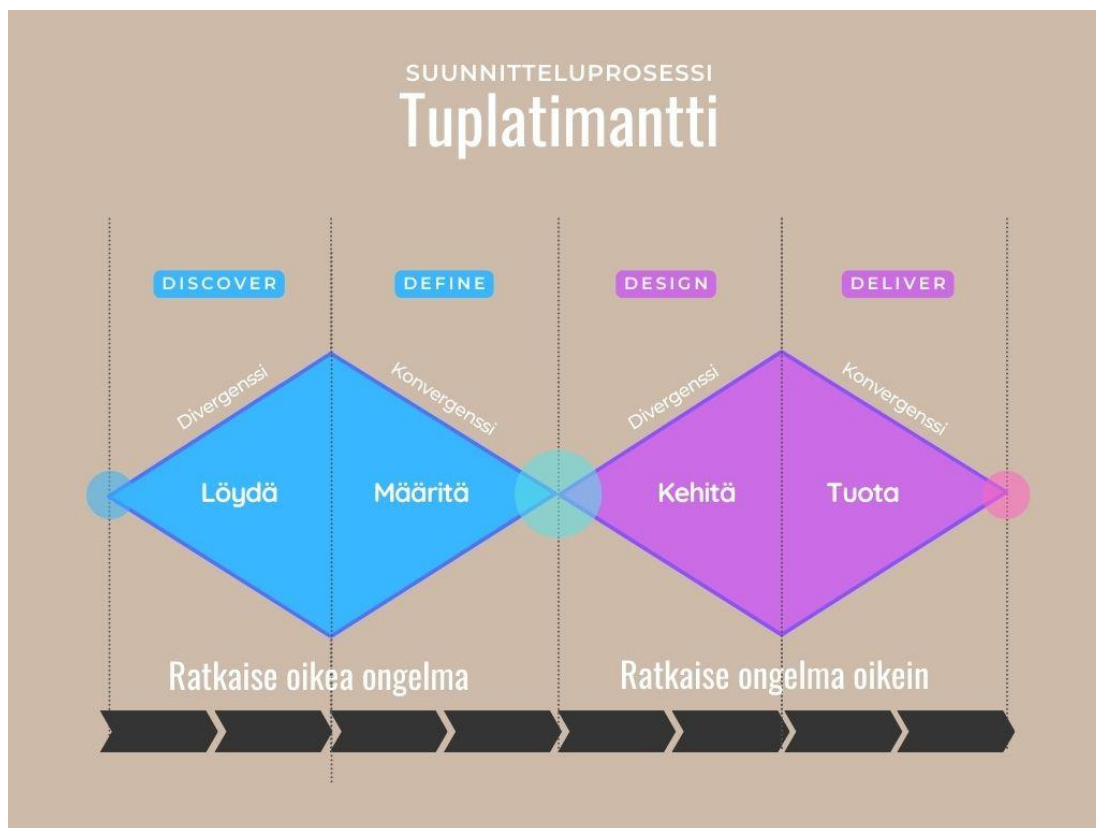 SUUNNITTELUPROSESSI
Tuplatimantti
DISCOVER
DEFINE
DESIGN
DELIVER
Divergenssi
Konvergenssi
Divergenssi
Konvergenssi
Löydä
Määritä
Kehitä
Tuota
Ratkaise oikea ongelma
Ratkaise ongelma oikein